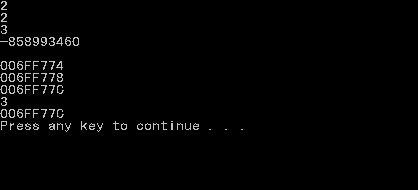 2
2
3
-858993460

006FF774
006FF778
006FF77C
3
006FF77C
Press any key to continue . . .